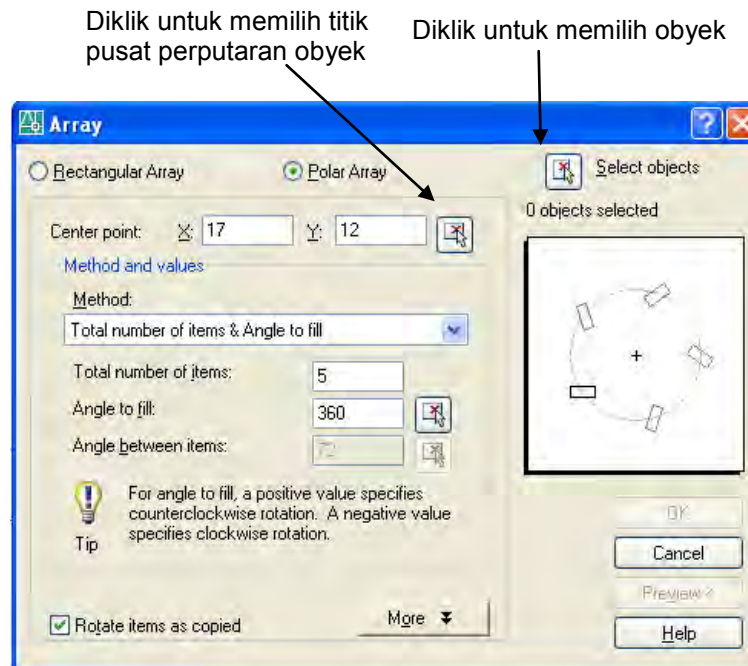 Diklik untuk memilih titik
pusat perputaran obyek
Diklik untuk memilih obyek
Array
Rectangular Array
Polar Array
Select objects
0 objects selected
Center point: X: 17 Y: 12
Method and values
Method:
Total number of items & Angle to fill
Total number of items: 5
Angle to fill: 360
Angle between items: 72
For angle to fill, a positive value specifies
counterclockwise rotation. A negative value
specifies clockwise rotation.
Tip
OK
Cancel
Preview <
Rotate items as copied
More
Help